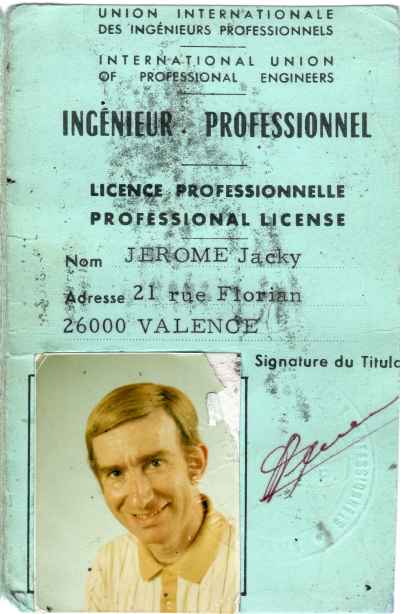 UNION INTERNATIONALE
DES INGÉNIEURS PROFESSIONNELS
INTERNATIONAL UNION
OF PROFESSIONAL ENGINEERS
INGÉNIEUR PROFESSIONNEL
LICENCE PROFESSIONNELLE
PROFESSIONAL LICENSE
Nom JEROME Jacky
Adresse 21 rue Florian
26000 VALENCE
Signature du Titula